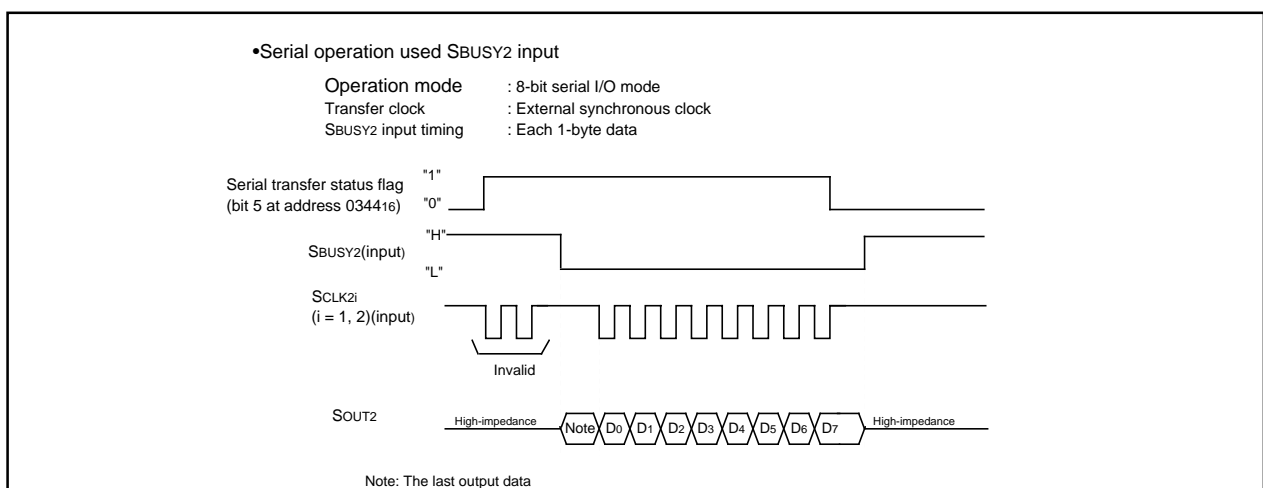 •Serial operation used SBUSY2 input
Operation mode : 8-bit serial I/O mode
Transfer clock : External synchronous clock
SBUSY2 input timing : Each 1-byte data
Serial transfer status flag
(bit 5 at address 034416)
"1"
"0"
SBUSY2(input)
"H"
"L"
SCLK2i
(i = 1, 2)(input)
Invalid
SOUT2
High-impedance
Note D0 D1 D2 D3 D4 D5 D6 D7
High-impedance
Note: The last output data